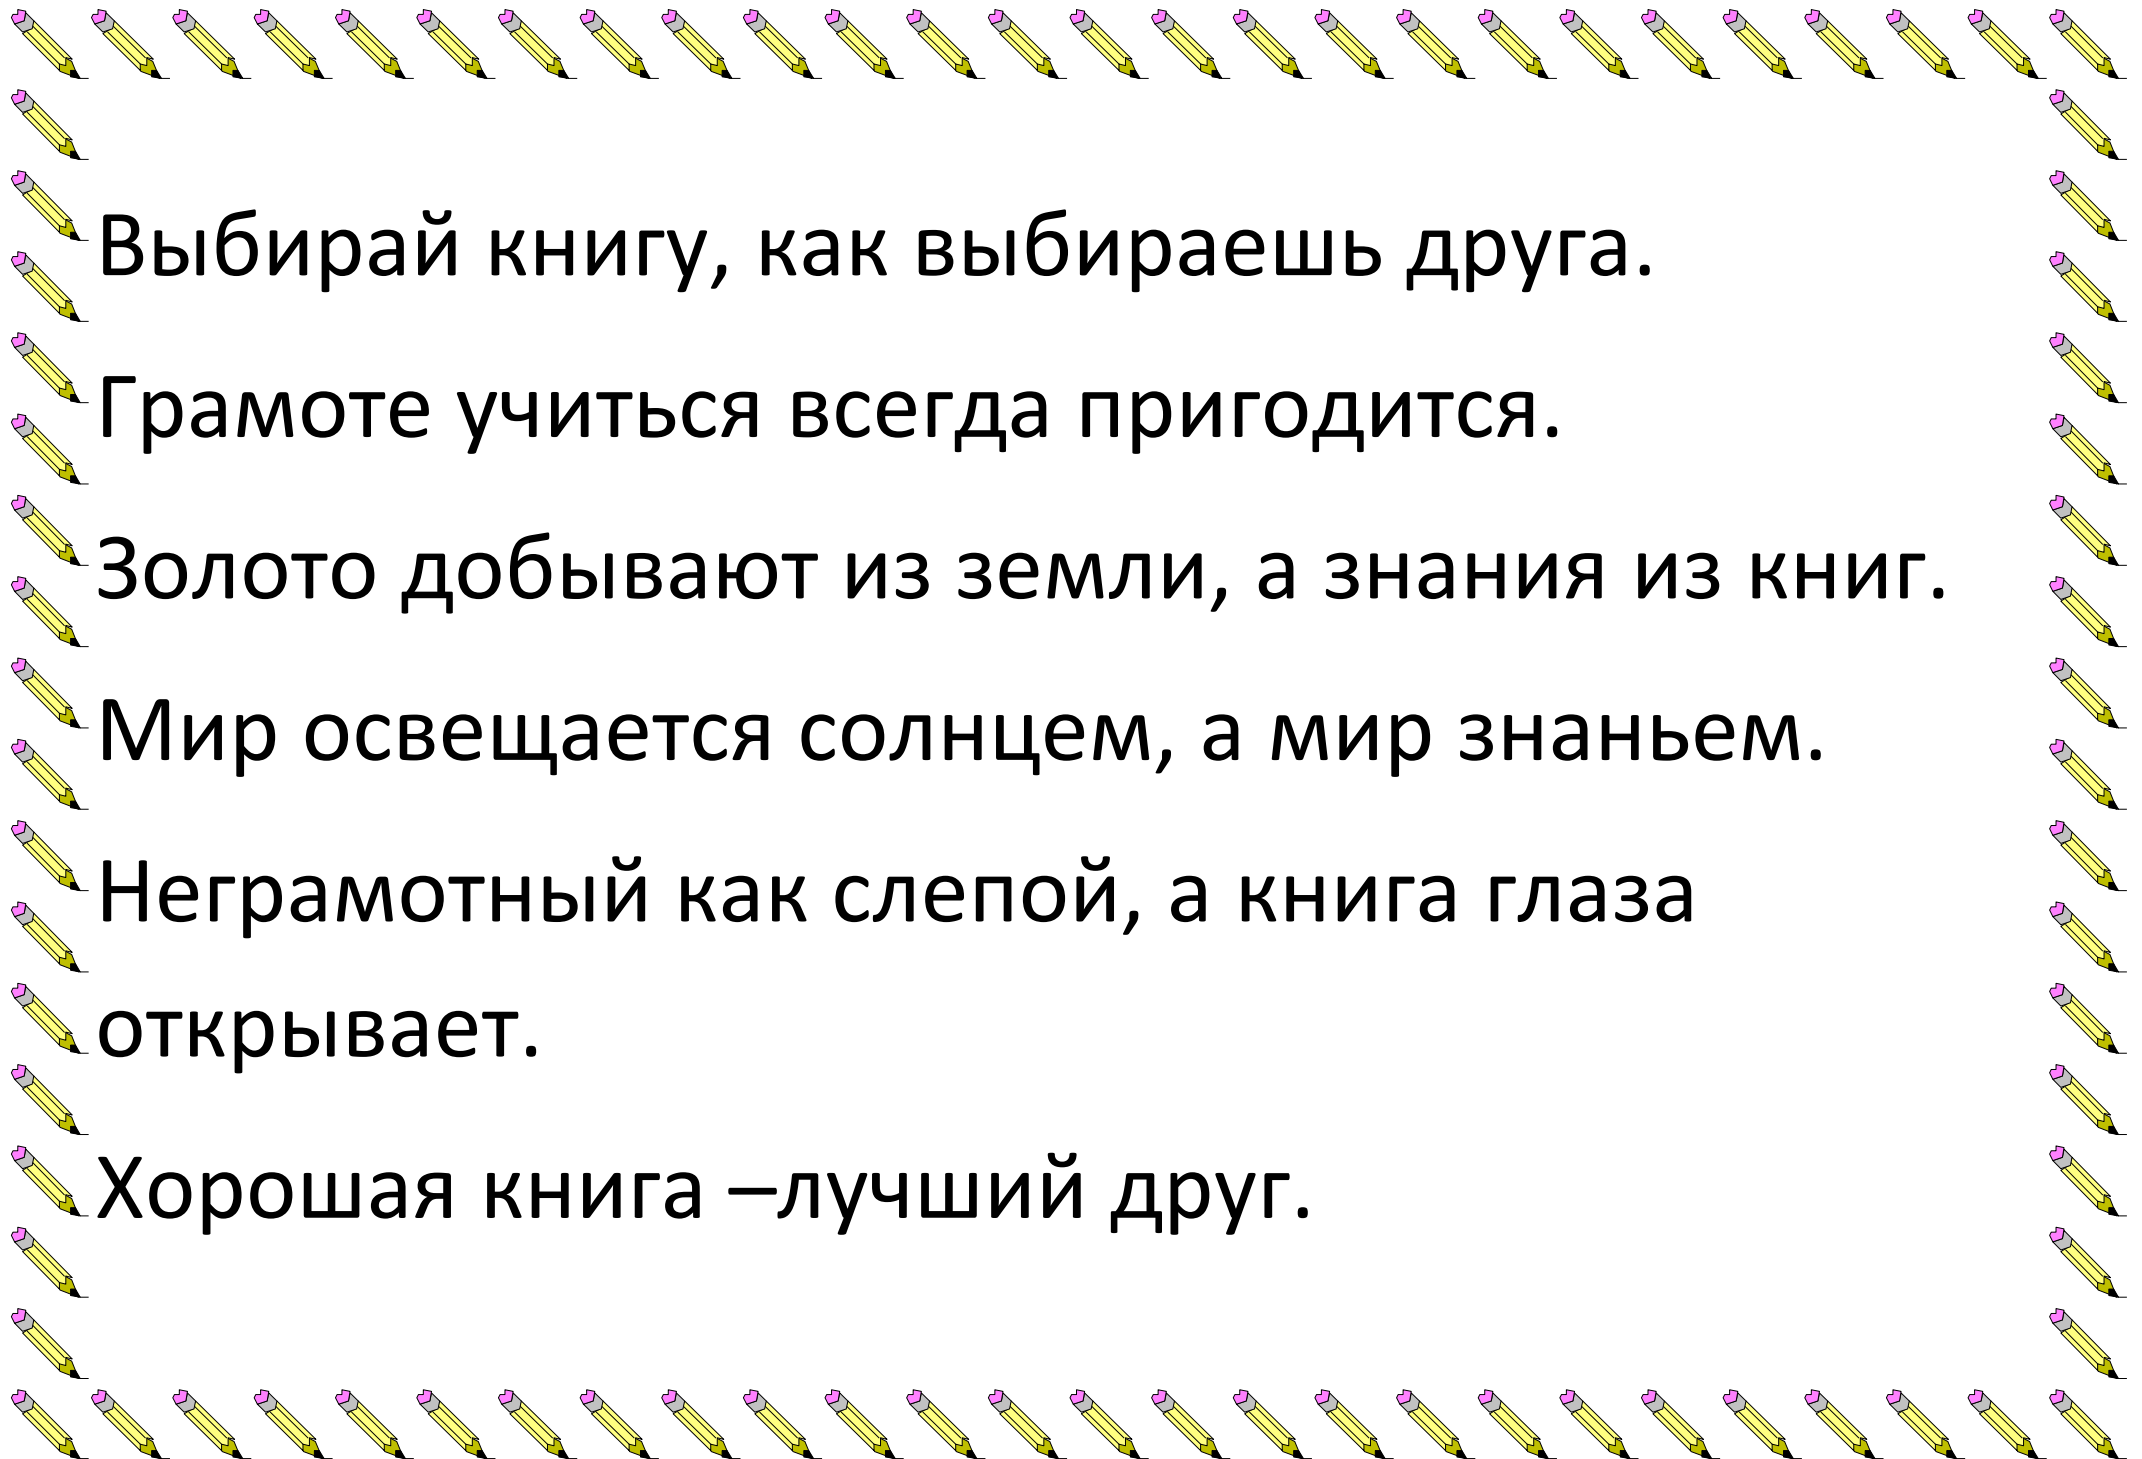 Выбирай книгу, как выбираешь друга.
Грамоте учиться всегда пригодится.
Золото добывают из земли, а знания из книг.
Мир освещается солнцем, а мир знаньем.
Неграмотный как слепой, а книга глаза
открывает.
Хорошая книга –лучший друг.